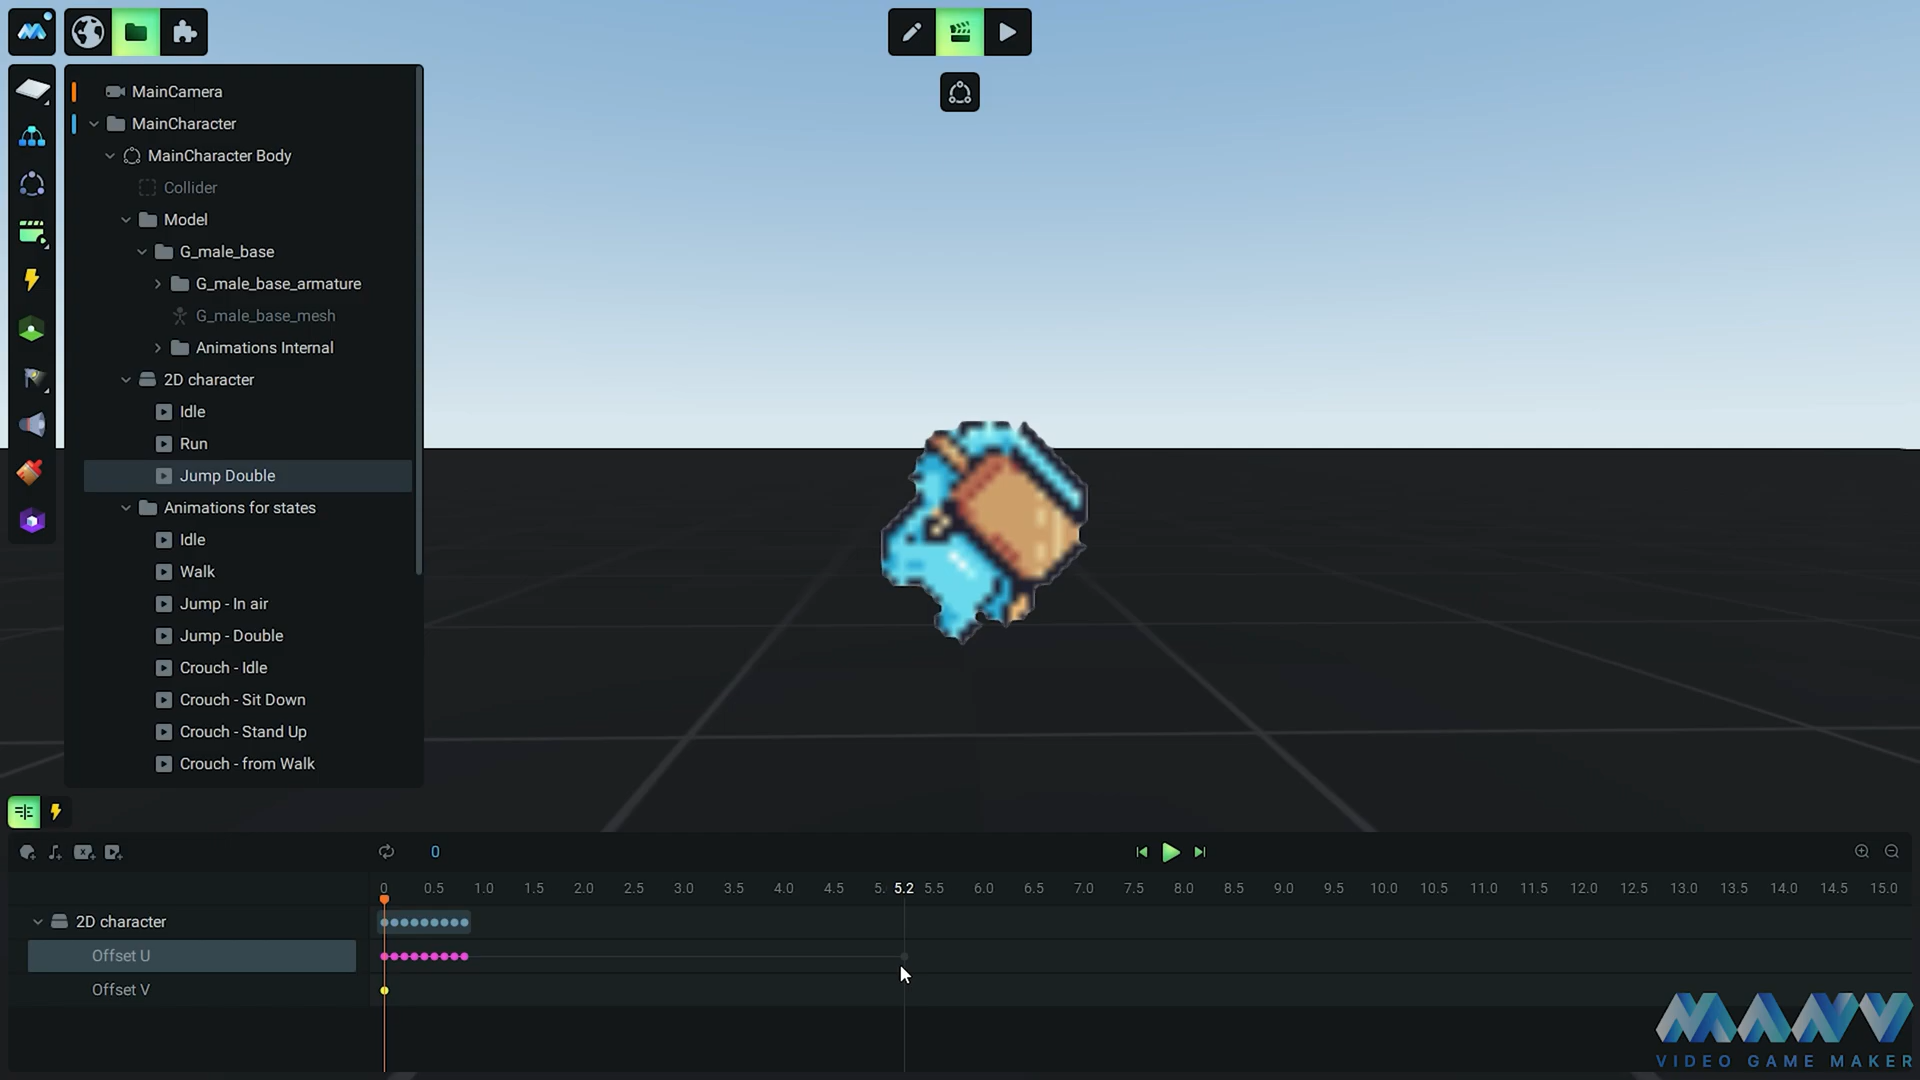 MainCamera
MainCharacter
MainCharacter Body
Collider
Model
G_male_base
G_male_base_armature
G_male_base_mesh
Animations Internal
2D character
Idle
Run
Jump Double
Animations for states
Idle
Walk
Jump - In air
Jump - Double
Crouch - Idle
Crouch - Sit Down
Crouch - Stand Up
Crouch - from Walk
0
0 0.5 1.0 1.5 2.0 2.5 3.0 3.5 4.0 4.5 5. 5.2 5.5 6.0 6.5 7.0 7.5 8.0 8.5 9.0 9.5 10.0 10.5 11.0 11.5 12.0 12.5 13.0 13.5 14.0 14.5 15.0
2D character
Offset U
Offset V
MANV
VIDEO GAME MAKER